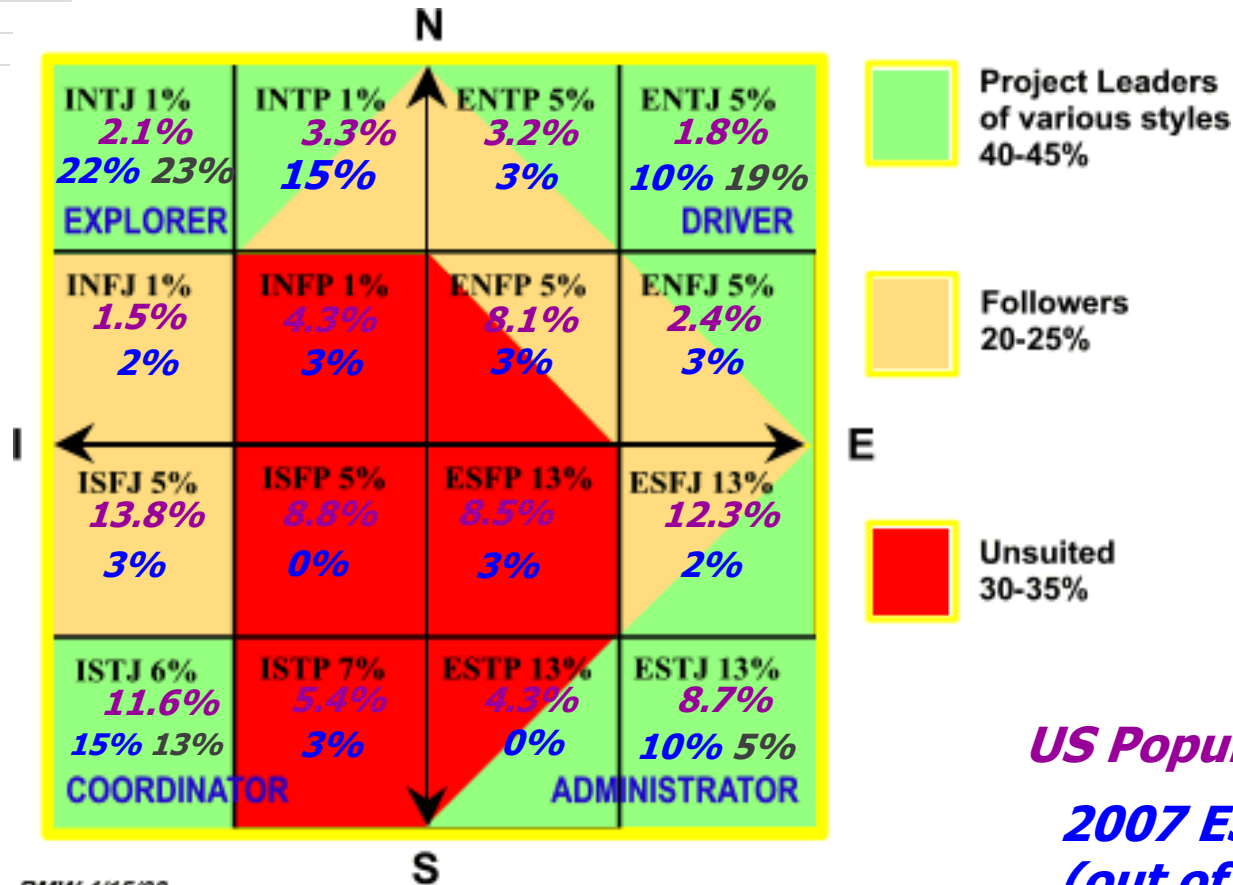 N
INTJ 1%
2.1%
22% 23%
EXPLORER
INTP 1%
3.3%
15%
ENTP 5%
3.2%
3%
ENTJ 5%
1.8%
10% 19%
DRIVER
INFJ 1%
1.5%
2%
INFP 1%
4.3%
3%
ENFP 5%
8.1%
3%
ENFJ 5%
2.4%
3%
I
E
ISFJ 5%
13.8%
3%
ISFP 5%
8.8%
0%
ESFP 13%
8.5%
3%
ESFJ 13%
12.3%
2%
ISTJ 6%
11.6%
15% 13%
COORDINATOR
ISTP 7%
5.4%
3%
ESTP 13%
4.3%
0%
ESTJ 13%
8.7%
10% 5%
ADMINISTRATOR
S
Project Leaders
of various styles
40-45%
Followers
20-25%
Unsuited
30-35%
US Popu
2007 Es
(out of